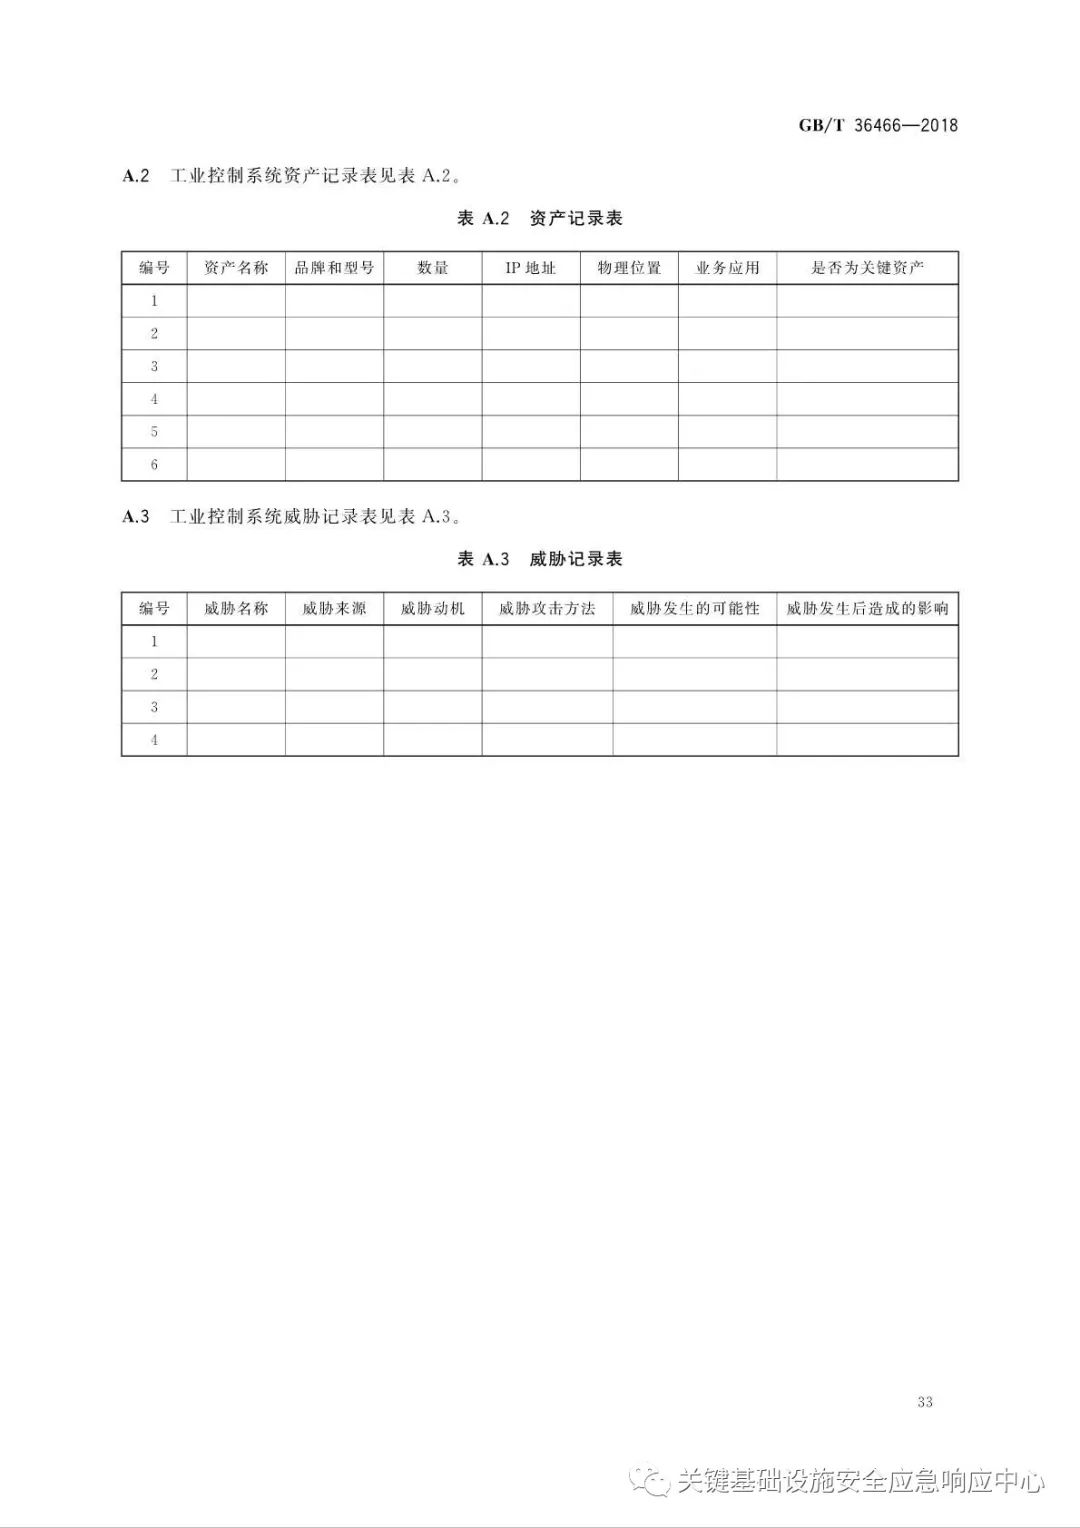 GB/T 36466—2018
A.2 工业控制系统资产记录表见表 A.2。
表 A.2 资产记录表
编号 资产名称 品牌和型号 数量 IP 地址 物理位置 业务应用 是否为关键资产
1
2
3
4
5
6
A.3 工业控制系统威胁记录表见表 A.3。
表 A.3 威胁记录表
编号 威胁名称 威胁来源 威胁动机 威胁攻击方法 威胁发生的可能性 威胁发生后造成的影响
1
2
3
4
33
关键基础设施安全应急响应中心